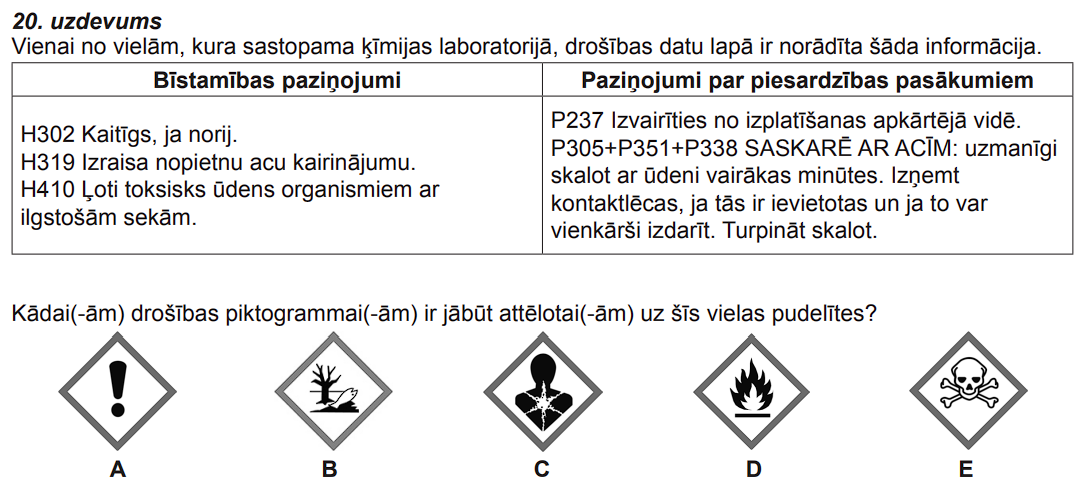 20. uzdevums
Vienai no vielām, kura sastopama ķīmijas laboratorijā, drošības datu lapā ir norādīta šāda informācija.
Bīstamības paziņojumi
H302 Kaitīgs, ja norij.
H319 Izraisa nopietnu acu kairinājumu.
H410 Ļoti toksisks ūdens organismiem ar
ilgstošām sekām.
Paziņojumi par piesardzības pasākumiem
P237 Izvairīties no izplatīšanas apkārtējā vidē.
P305+P351+P338 SASKARĒ AR ACĪM: uzmanīgi
skalot ar ūdeni vairākas minūtes. Izņemt
kontaktlēcas, ja tās ir ievietotas un ja to var
vienkārši izdarīt. Turpināt skalot.
Kādai(-ām) drošības piktogrammai(-ām) ir jābūt attēlotai(-ām) uz šīs vielas pudelītes?
A B C D E